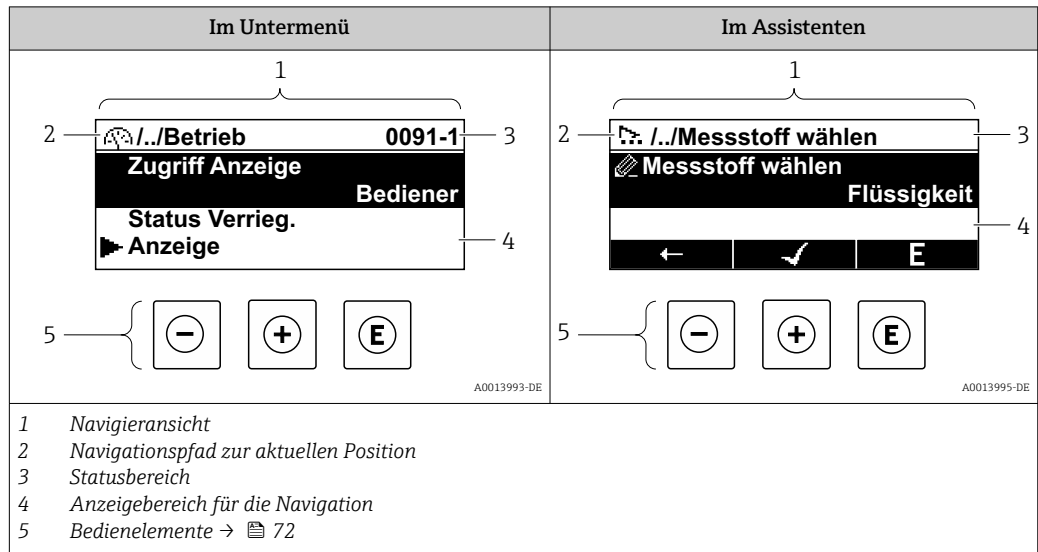 Im Untermenü
Im Assistenten
1
2
/../Betrieb 0091-1
3
Zugriff Anzeige
Bediener
Status Verrieg.
Anzeige
4
5
- + E
A0013993-DE
1
2
/../Messstoff wählen
3
Messstoff wählen
Flüssigkeit
4
← ✓ E
5
- + E
A0013995-DE
1 Navigieransicht
2 Navigationspfad zur aktuellen Position
3 Statusbereich
4 Anzeigebereich für die Navigation
5 Bedienelemente → 72